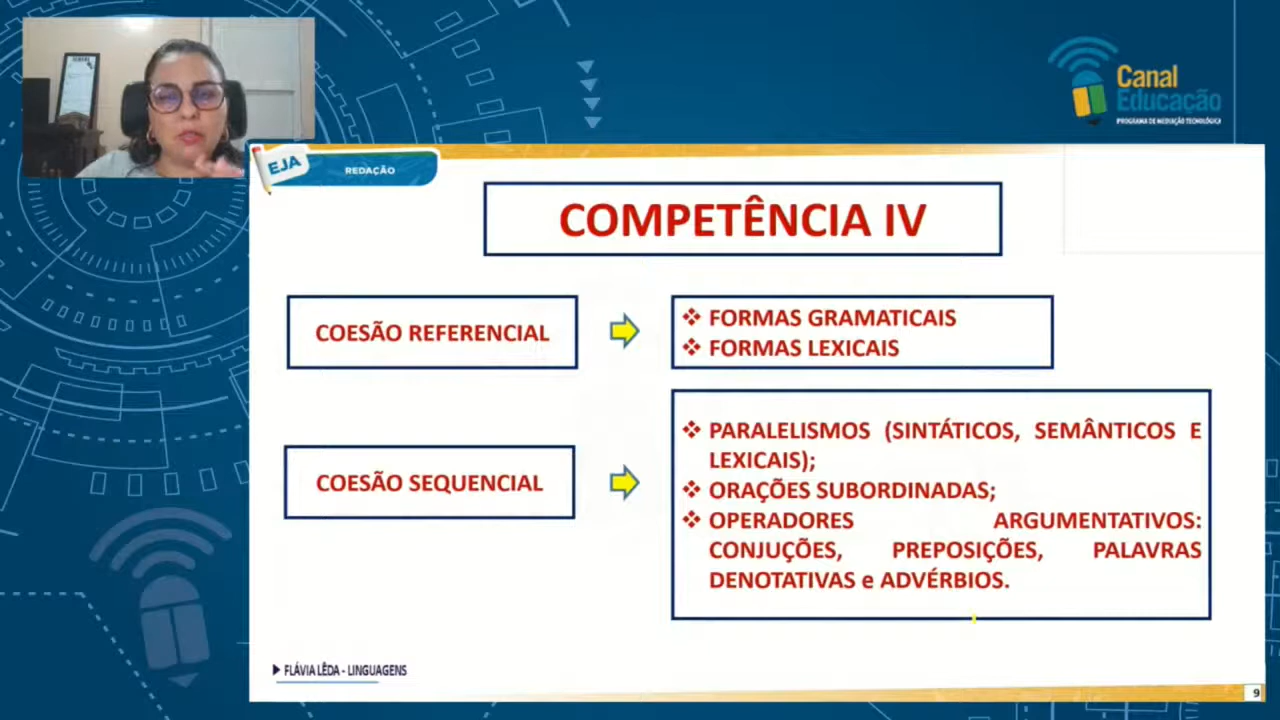 Canal
Educação
PROGRAMA DE MEDIAÇÃO TECNOLÓGICA
EJA
REDAÇÃO
COMPETÊNCIA IV
COESÃO REFERENCIAL
❖ FORMAS GRAMATICAIS
❖ FORMAS LEXICAIS
COESÃO SEQUENCIAL
❖ PARALELISMOS (SINTÁTICOS, SEMÂNTICOS E
LEXICAIS);
❖ ORAÇÕES SUBORDINADAS;
❖ OPERADORES ARGUMENTATIVOS:
CONJUÇÕES, PREPOSIÇÕES, PALAVRAS
DENOTATIVAS e ADVÉRBIOS.
FLÁVIA LÊDA - LINGUAGENS
9